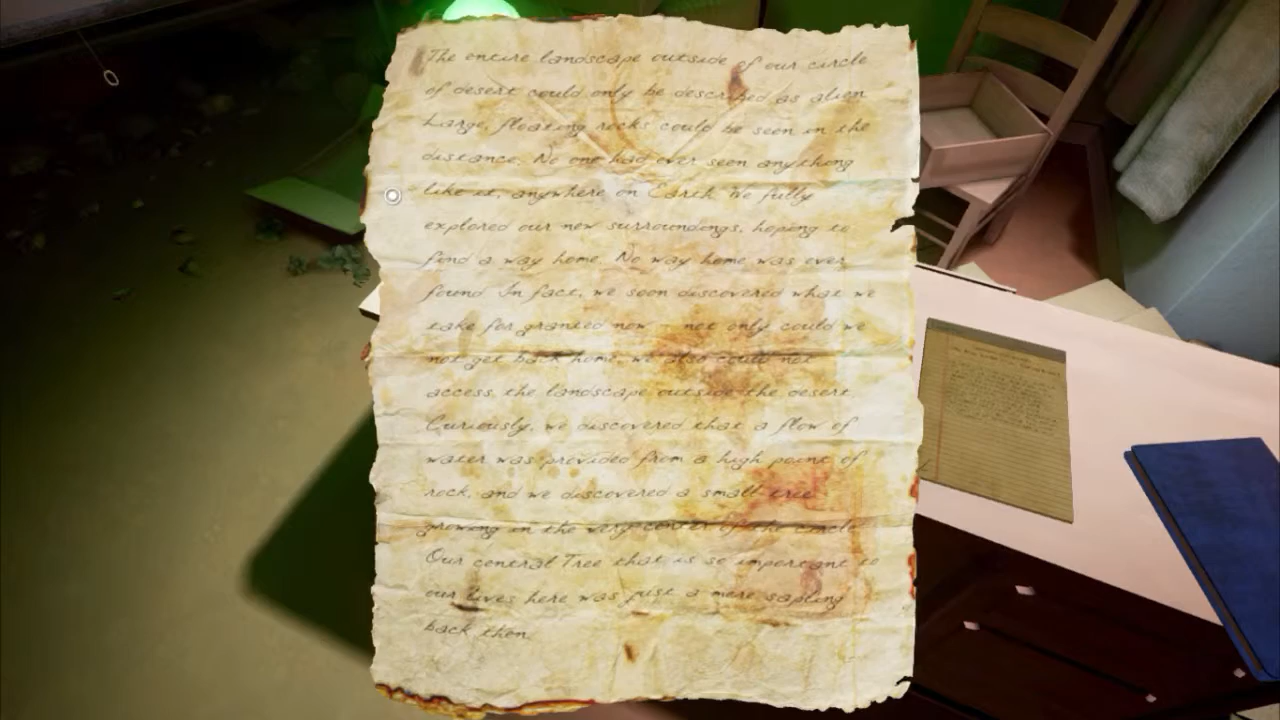 The entire landscape outside of our circle
of desert could only be described as alien
Large, floating rocks could be seen in the
distance. No one had ever seen anything
like it, anywhere on Earth. We fully
explored our new surroundings, hoping to
find a way home. No way home was ever
found. In fact, we soon discovered what we
take for granted now - not only could we
not get back home, we also could not
access the landscape outside the desert.
Curiously, we discovered that a flow of
water was provided from a high point of
rock, and we discovered a small tree
growing in the very center of the circle.
Our central Tree that is so important to
our lives here was just a mere sapling
back then.